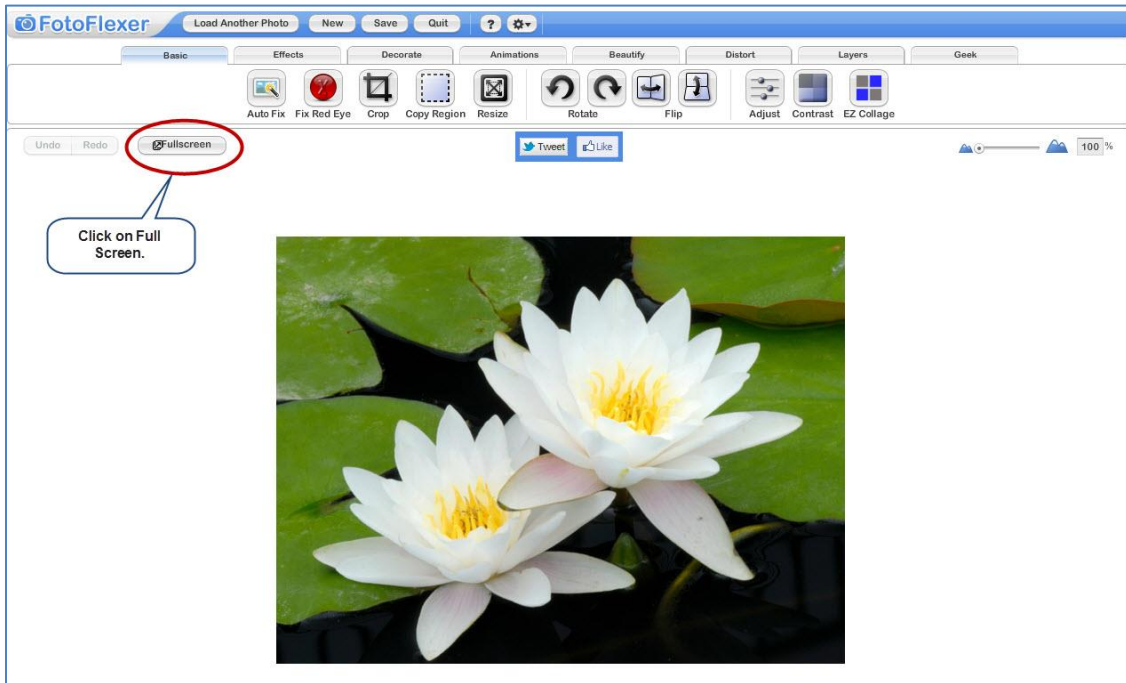 FotoFlexer Load Another Photo New Save Quit ?
Basic Effects Decorate Animations Beautify Distort Layers Geek
Auto Fix Fix Red Eye Crop Copy Region Resize Rotate Flip Adjust Contrast EZ Collage
Undo Redo Fullscreen Tweet Like 100 %
Click on Full
Screen.